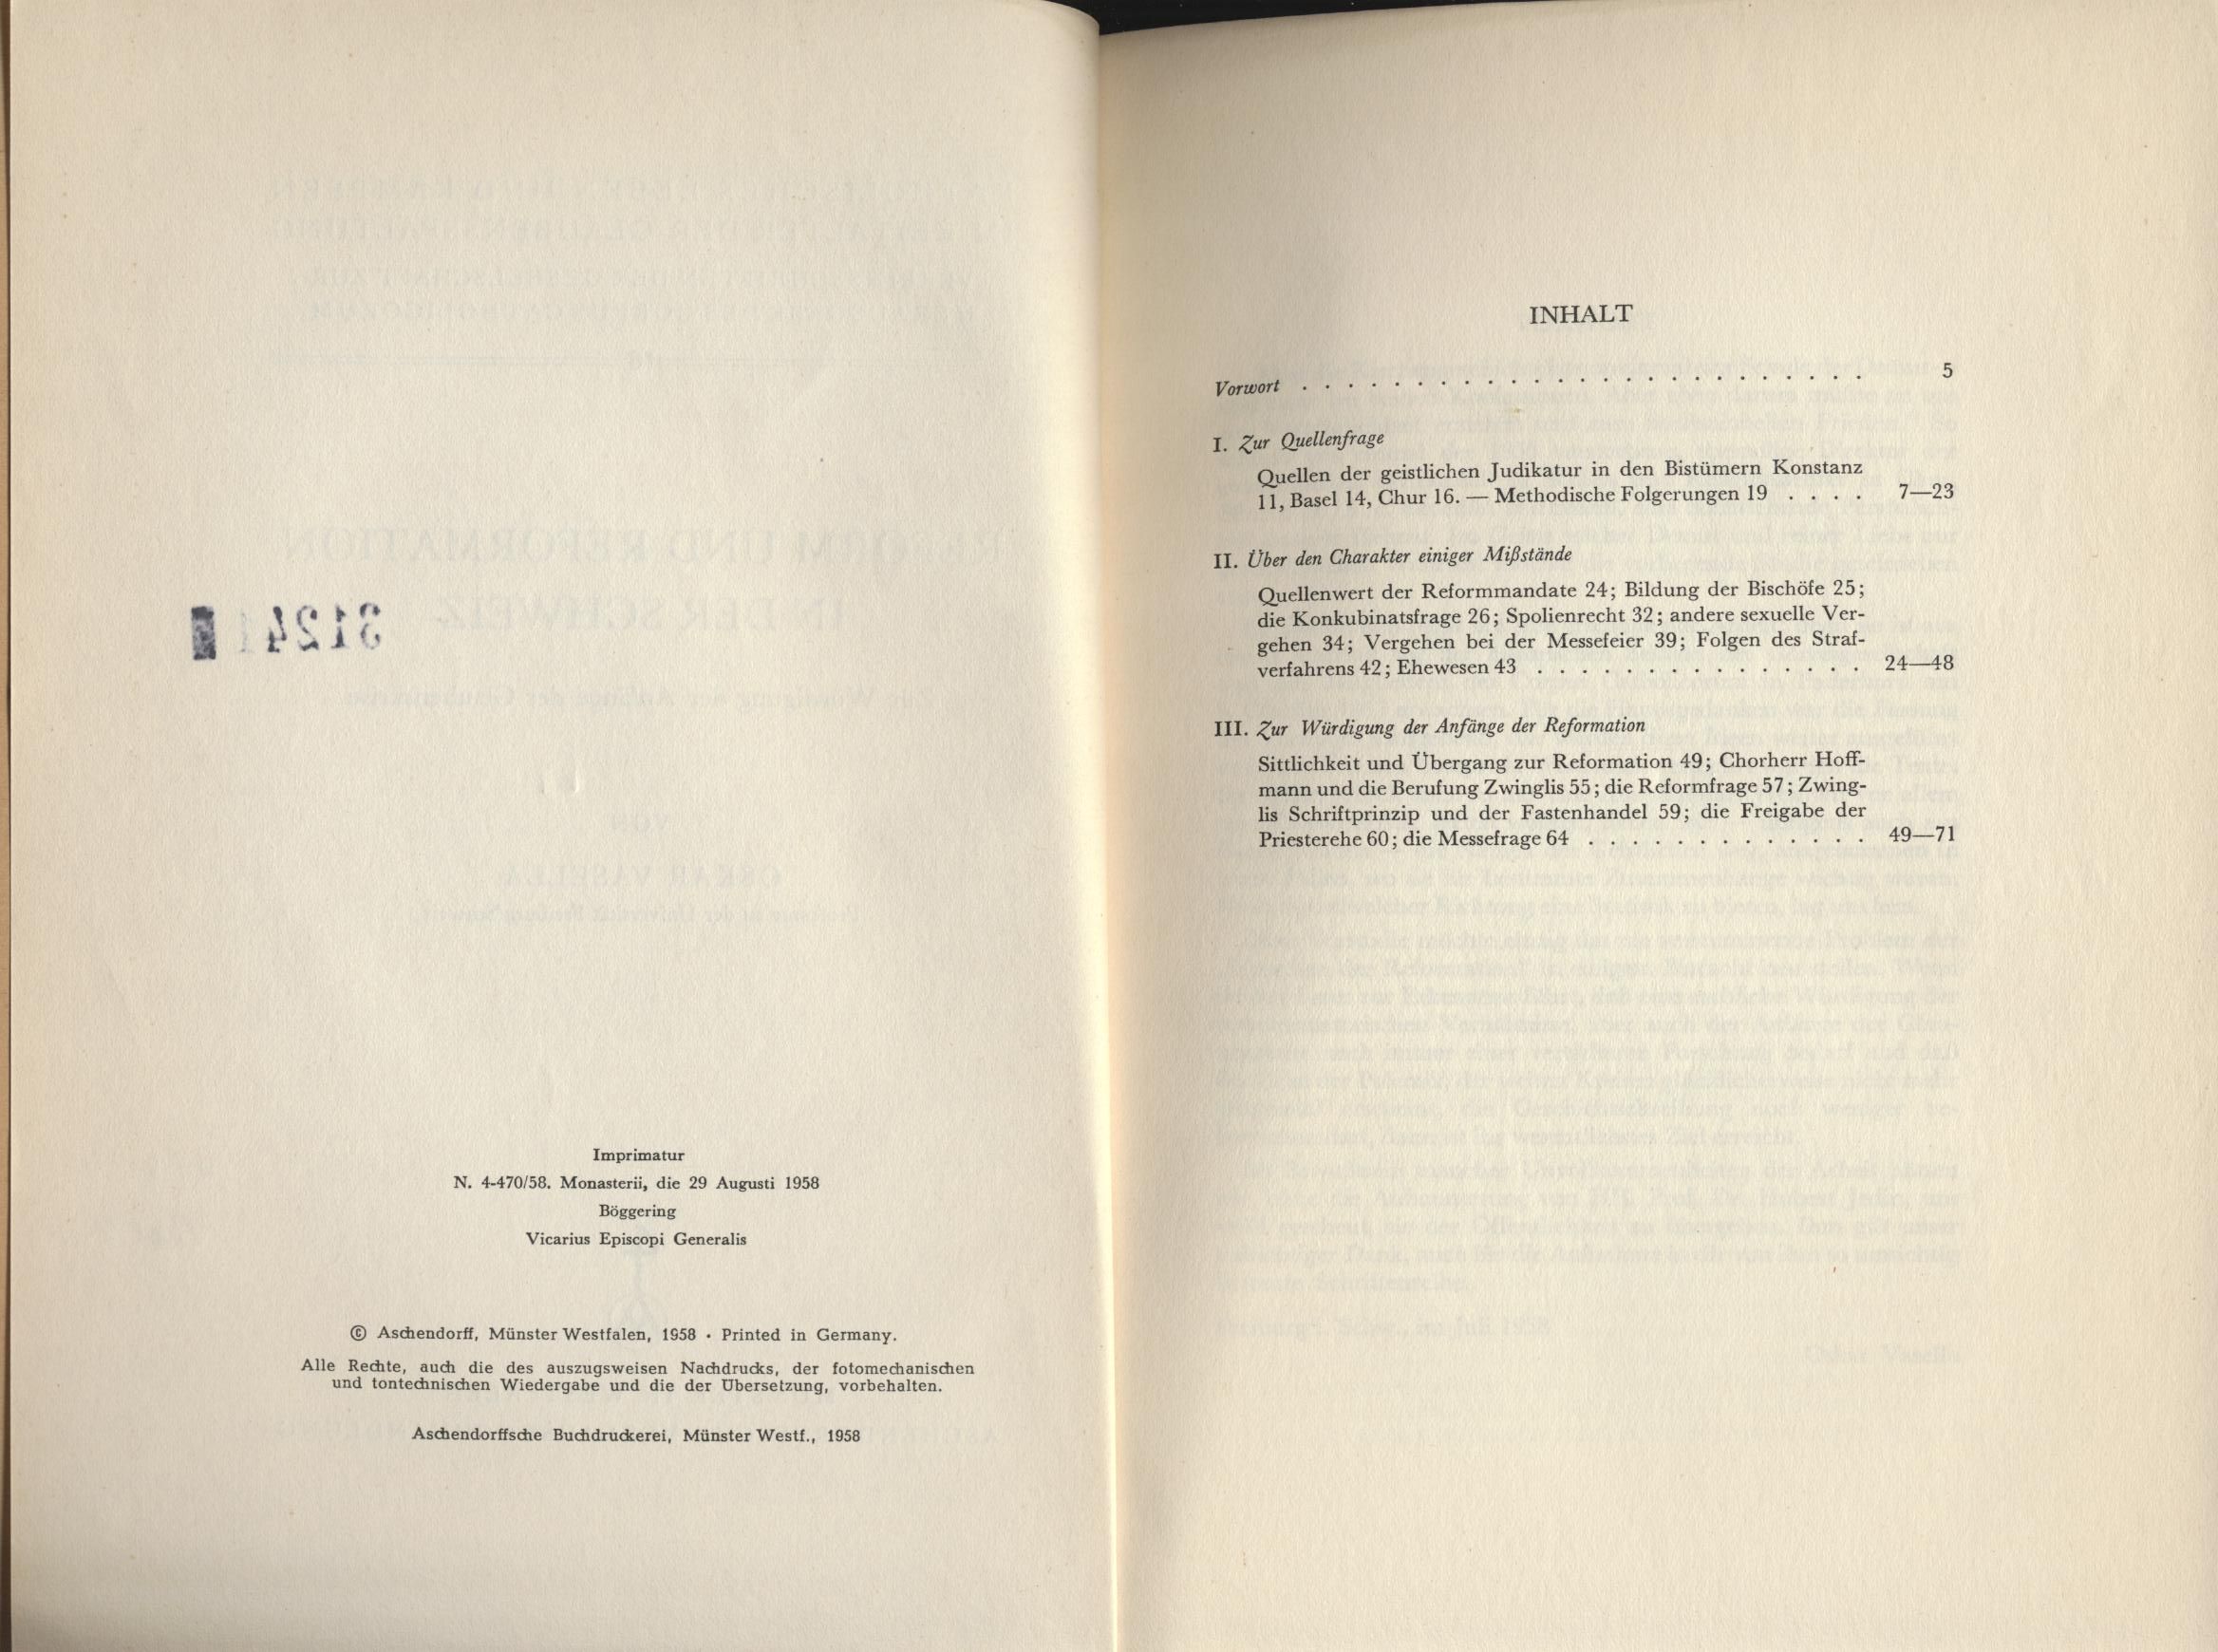 Imprimatur
N. 4-470/58. Monasterii, die 29 Augusti 1958
Böggering
Vicarius Episcopi Generalis
© Aschendorff, Münster Westfalen, 1958 · Printed in Germany.
Alle Rechte, auch die des auszugsweisen Nachdrucks, der fotomechanischen
und tontechnischen Wiedergabe und die der Übersetzung, vorbehalten.
Aschendorffsche Buchdruckerei, Münster Westf., 1958
INHALT
Vorwort . . . . . . . . . . . . . . . . . . . . . . . . . 5
I. Zur Quellenfrage
Quellen der geistlichen Judikatur in den Bistümern Konstanz
11, Basel 14, Chur 16. — Methodische Folgerungen 19 . . . . 7—23
II. Über den Charakter einiger Mißstände
Quellenwert der Reformmandate 24; Bildung der Bischöfe 25;
die Konkubinatsfrage 26; Spolienrecht 32; andere sexuelle Ver-
gehen 34; Vergehen bei der Messefeier 39; Folgen des Straf-
verfahrens 42; Ehewesen 43 . . . . . . . . . . . . . . . 24—48
III. Zur Würdigung der Anfänge der Reformation
Sittlichkeit und Übergang zur Reformation 49; Chorherr Hoff-
mann und die Berufung Zwinglis 55; die Reformfrage 57; Zwing-
lis Schriftprinzip und der Fastenhandel 59; die Freigabe der
Priesterehe 60; die Messefrage 64 . . . . . . . . . . . . . 49—71